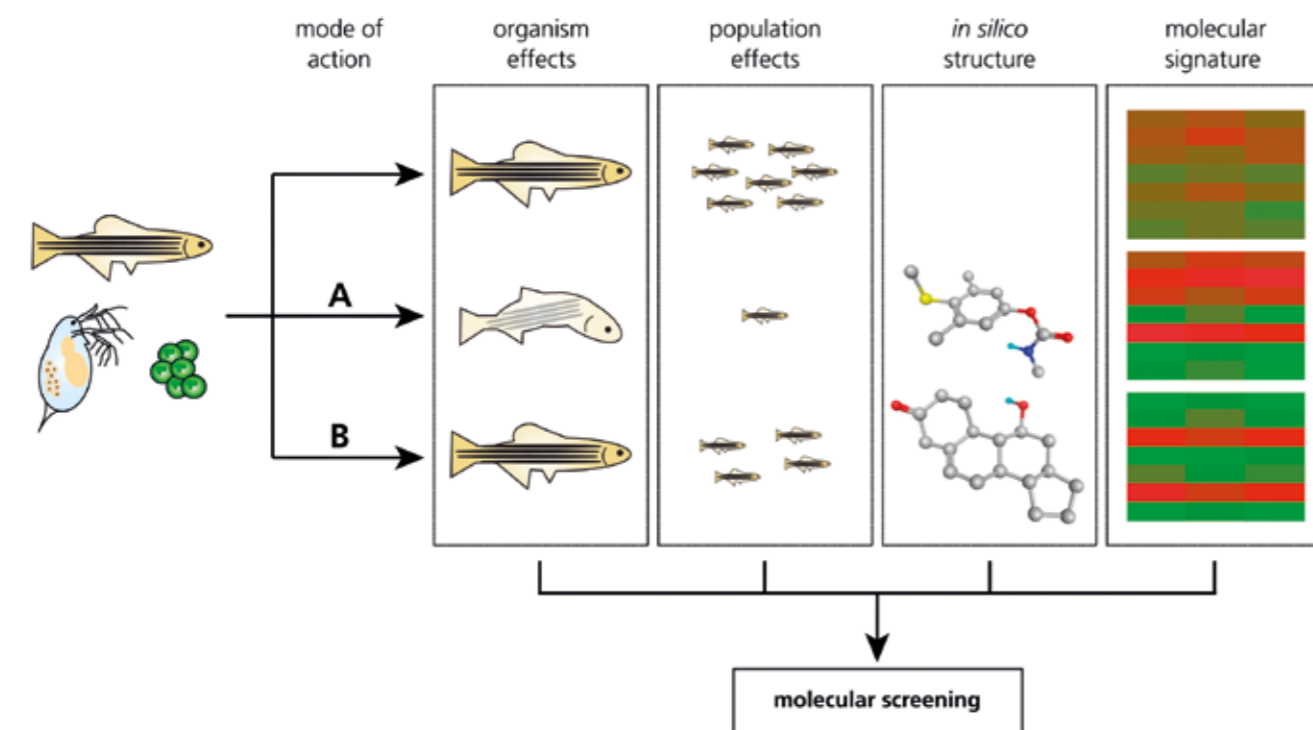 mode of
action
organism
effects
population
effects
in silico
structure
molecular
signature
A
B
molecular screening